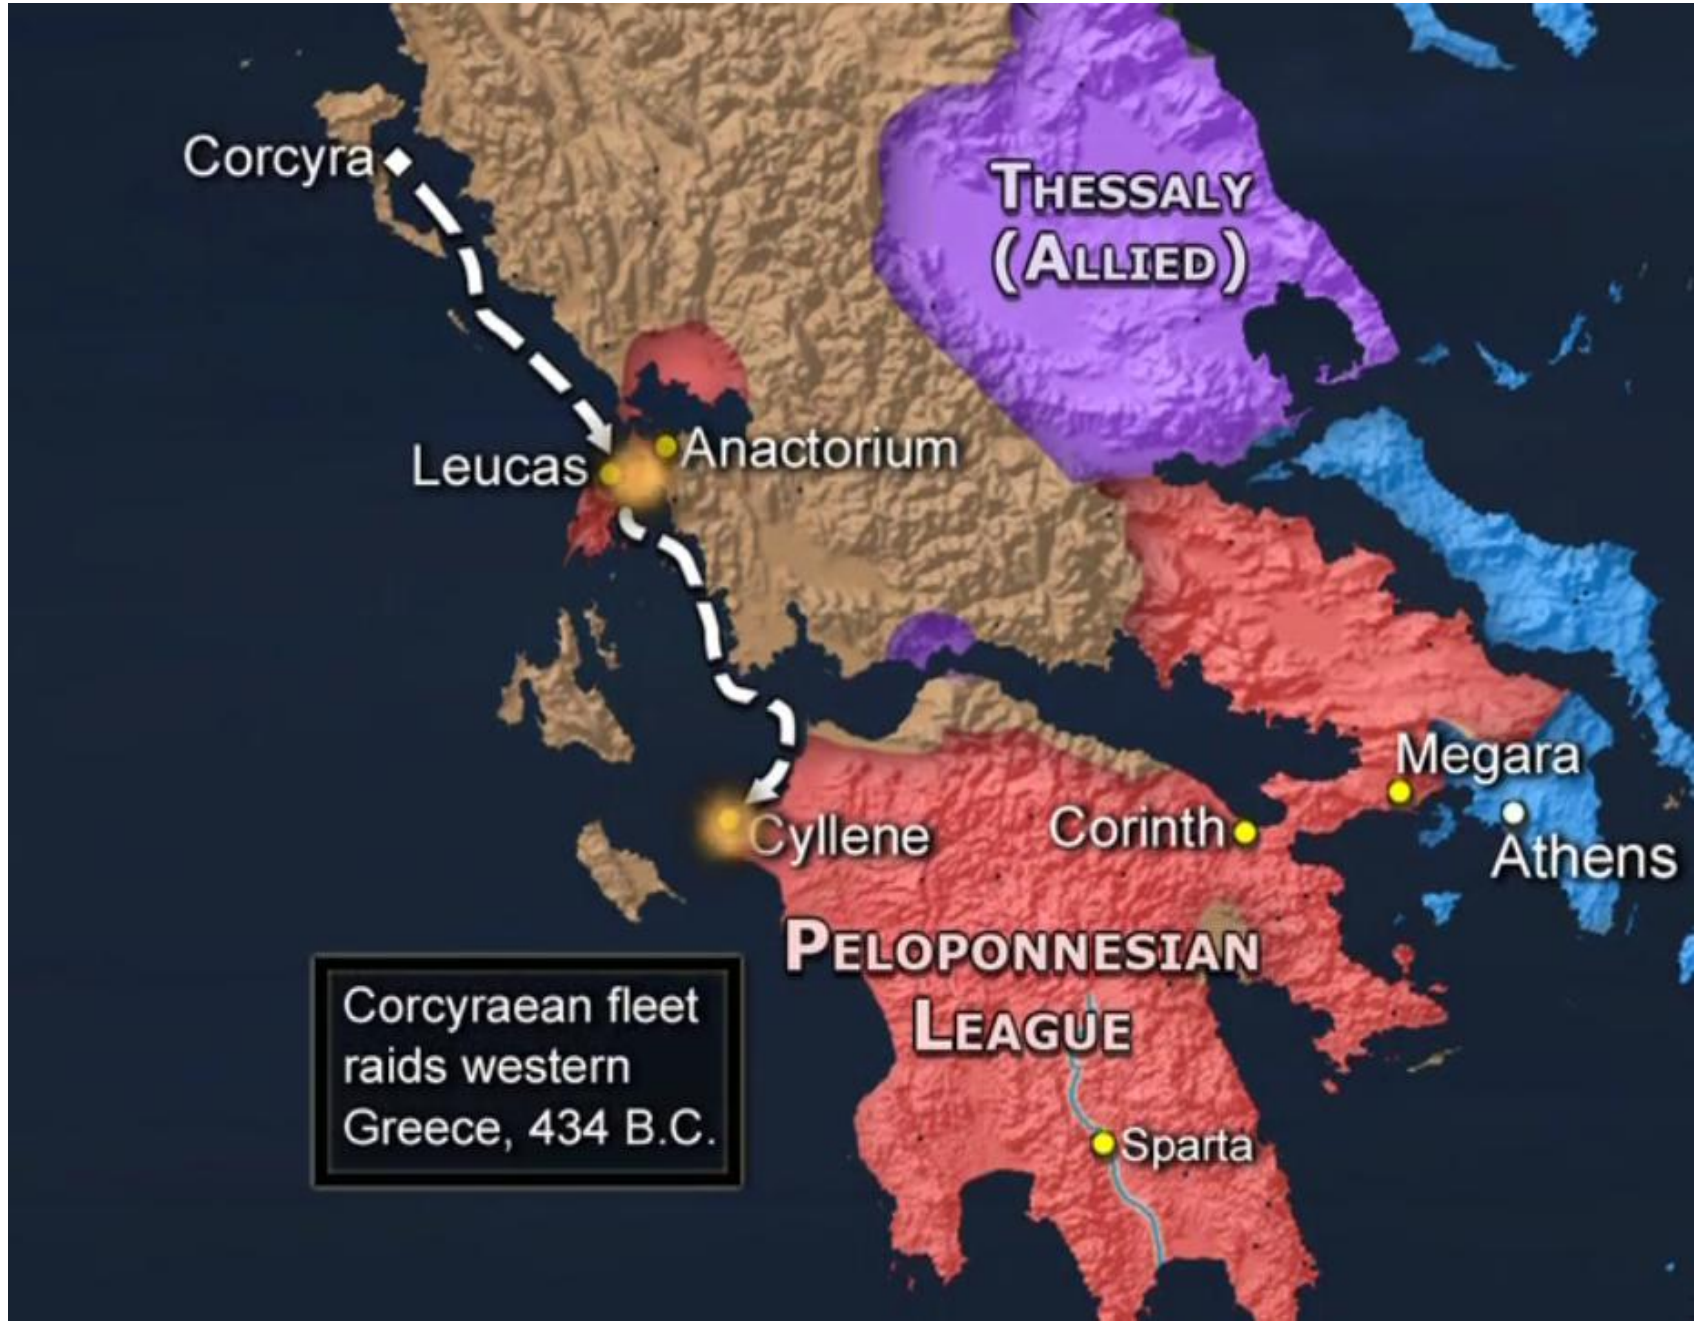 Corcyra
THESSALY
(ALLIED)
Leucas
Anactorium
Megara
Cyllene
Corinth
Athens
PELOPONNESIAN
LEAGUE
Corcyraean fleet
raids western
Greece, 434 B.C.
Sparta